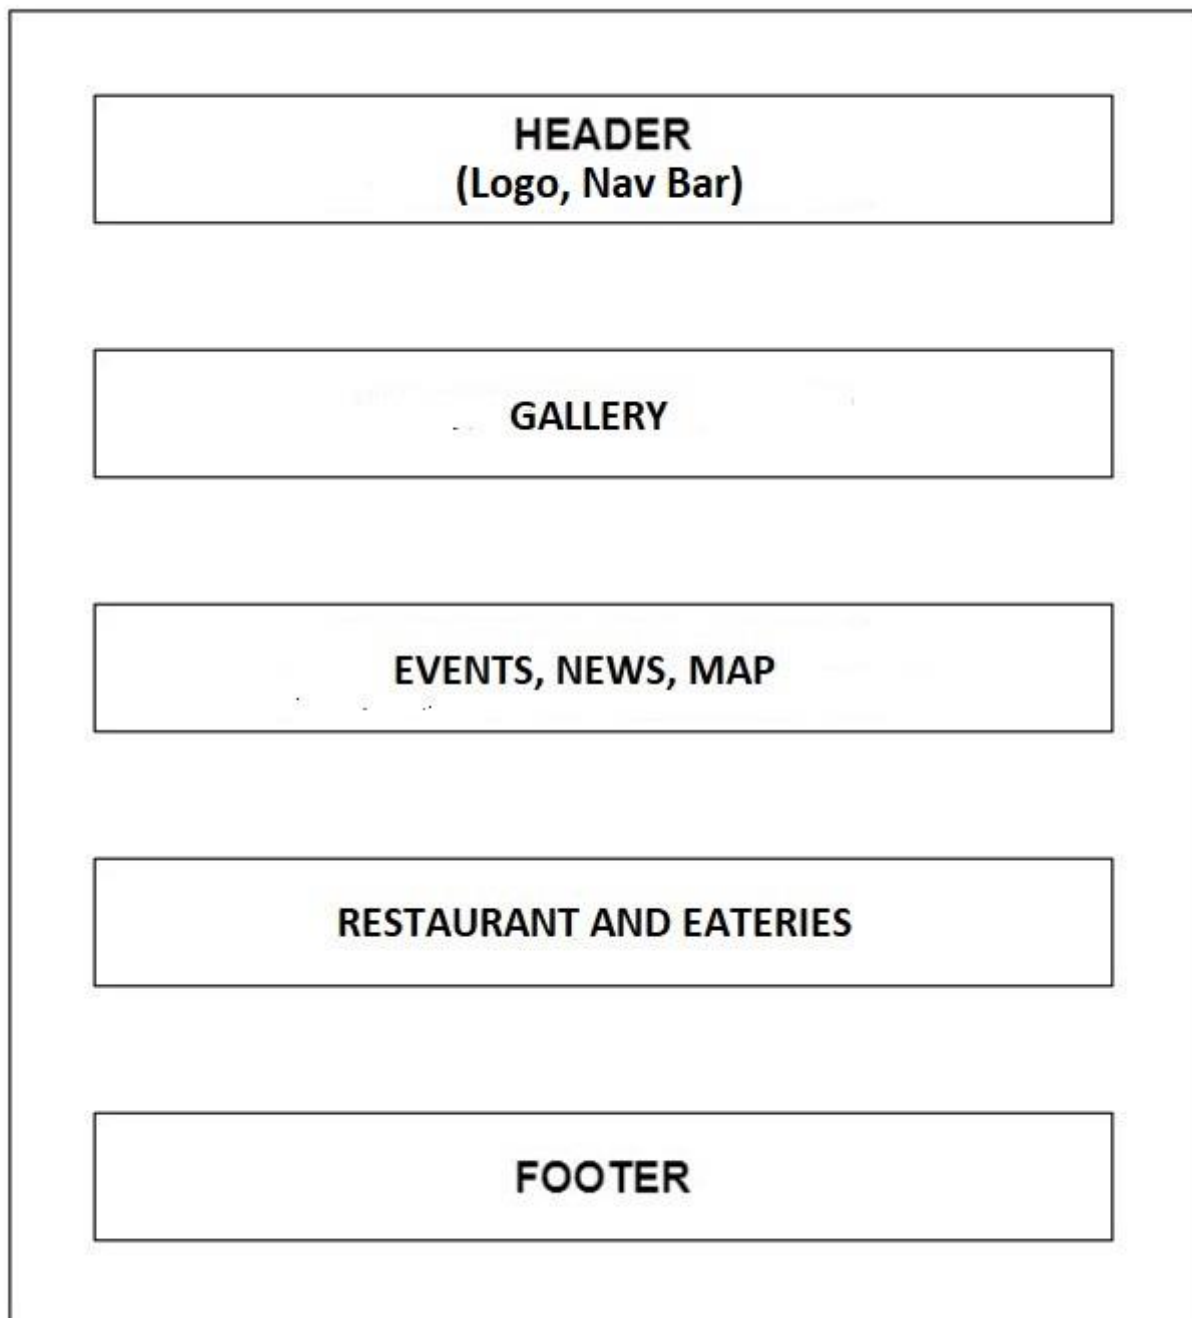 HEADER
(Logo, Nav Bar)
GALLERY
EVENTS, NEWS, MAP
RESTAURANT AND EATERIES
FOOTER